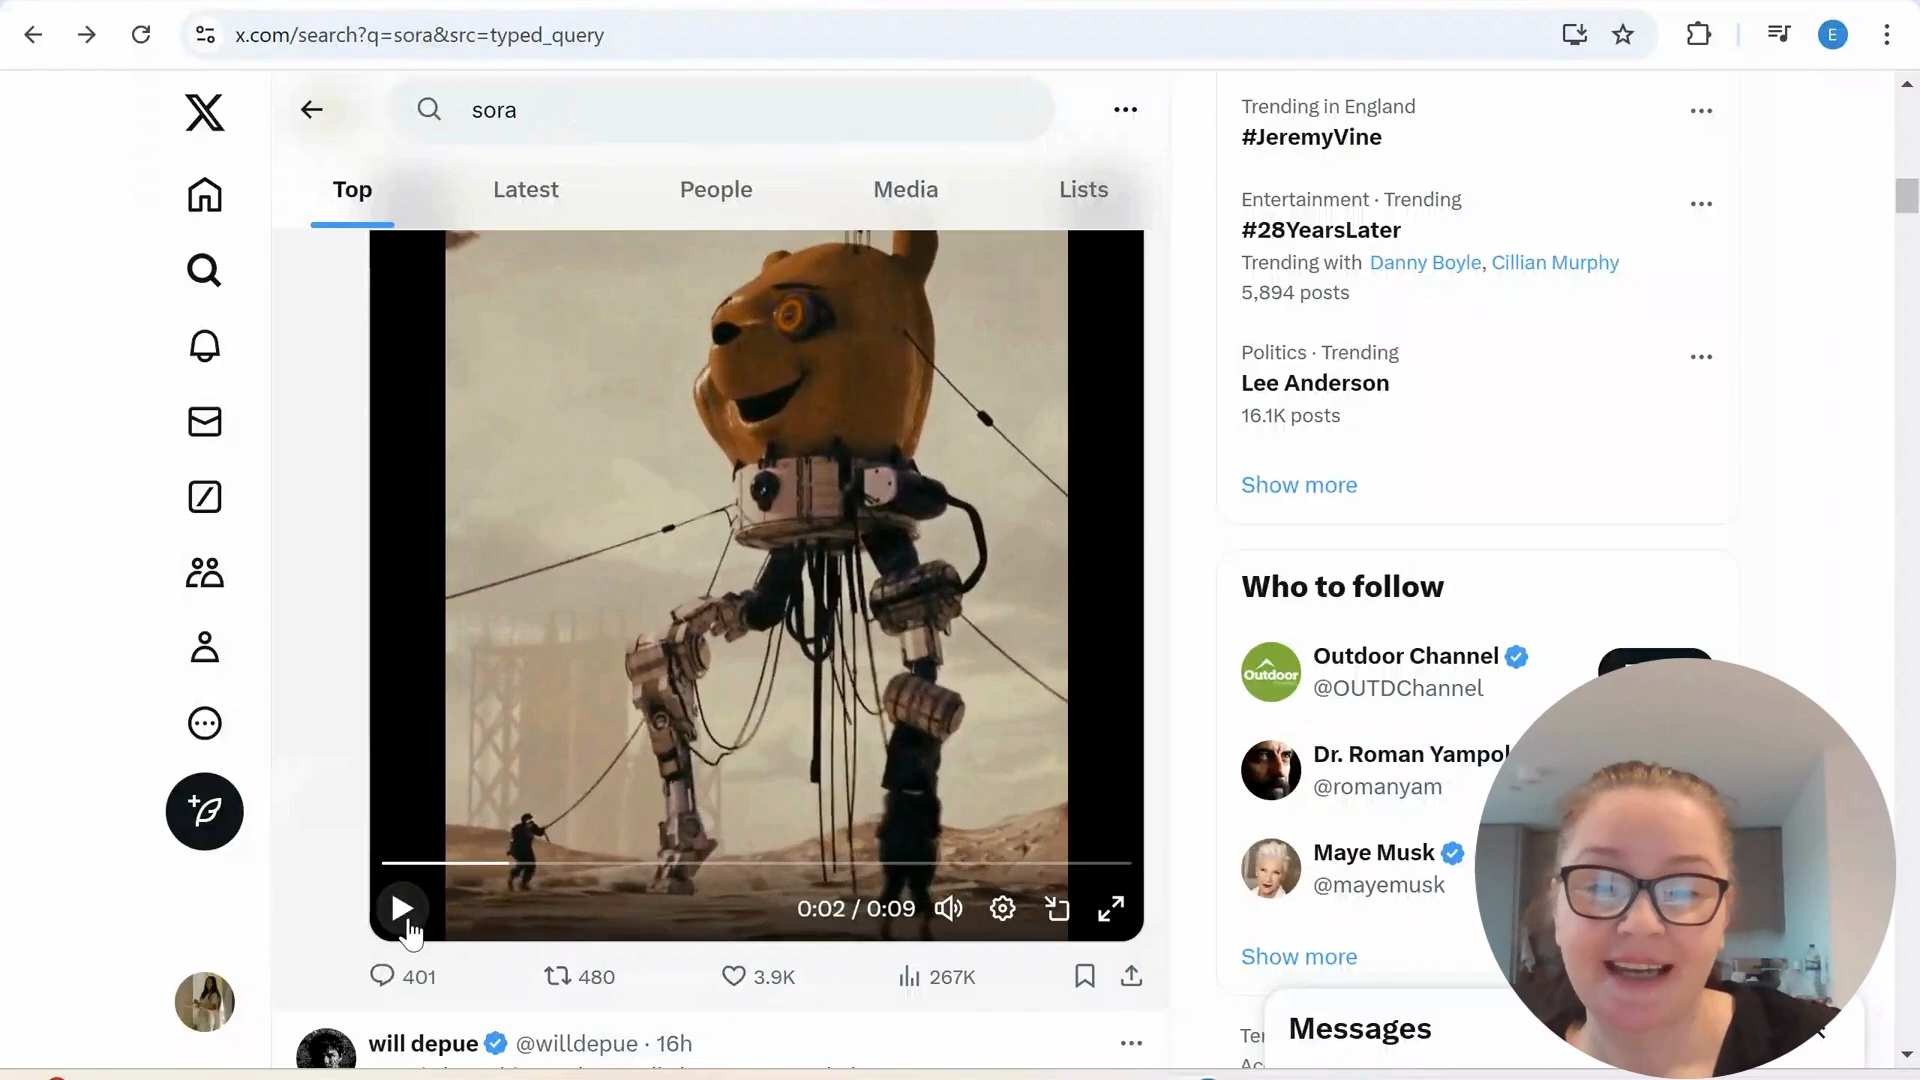 x.com/search?q=sora&src=typed_query
E
sora
Top
Latest
People
Media
Lists
0:02 / 0:09
401
480
3.9K
267K
will depue @willdepue · 16h
Trending in England
#JeremyVine
Entertainment · Trending
#28YearsLater
Trending with Danny Boyle, Cillian Murphy
5,894 posts
Politics · Trending
Lee Anderson
16.1K posts
Show more
Who to follow
Outdoor
Outdoor Channel
@OUTDChannel
Dr. Roman Yampol
@romanyam
Maye Musk
@mayemusk
Show more
Messages